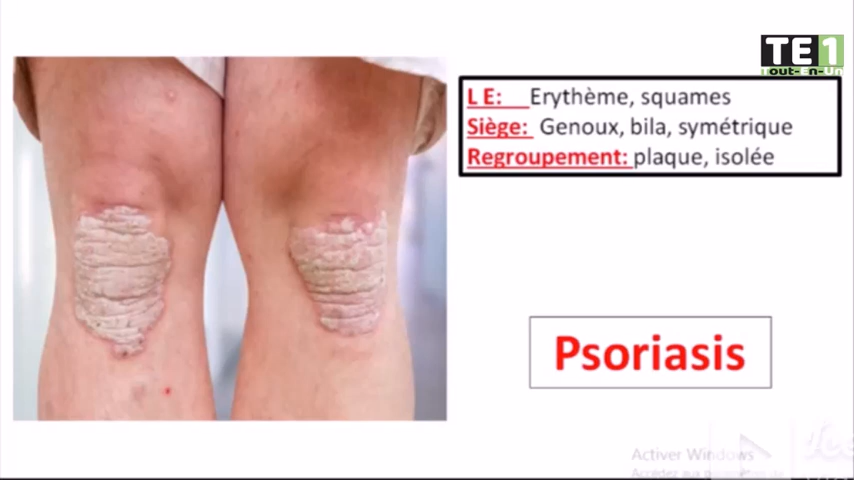 TE1
Tout-En-Un
L E: Erythème, squames
Siège: Genoux, bila, symétrique
Regroupement: plaque, isolée
Psoriasis
Activer Windows
Accédez aux paramètres de